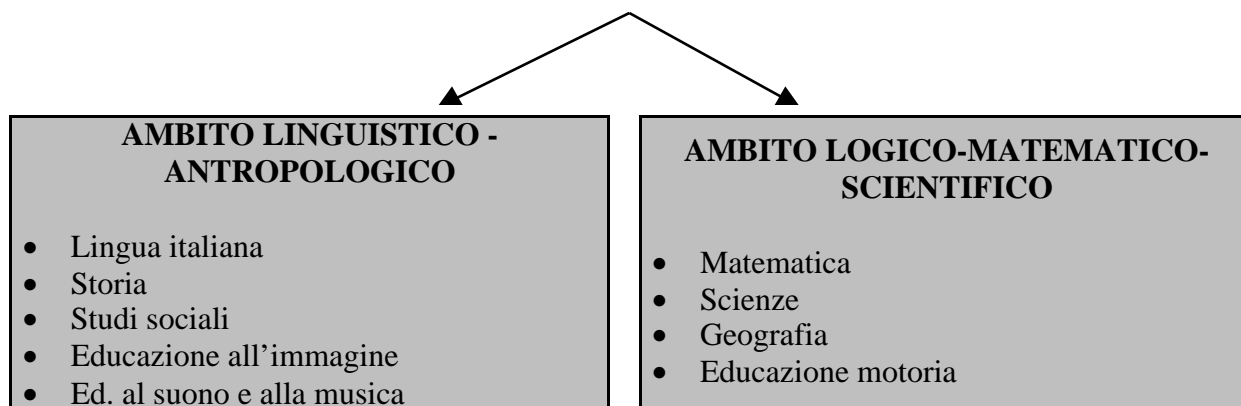 AMBITO LINGUISTICO -
ANTROPOLOGICO
• Lingua italiana
• Storia
• Studi sociali
• Educazione all’immagine
• Ed. al suono e alla musica
AMBITO LOGICO-MATEMATICO-
SCIENTIFICO
• Matematica
• Scienze
• Geografia
• Educazione motoria